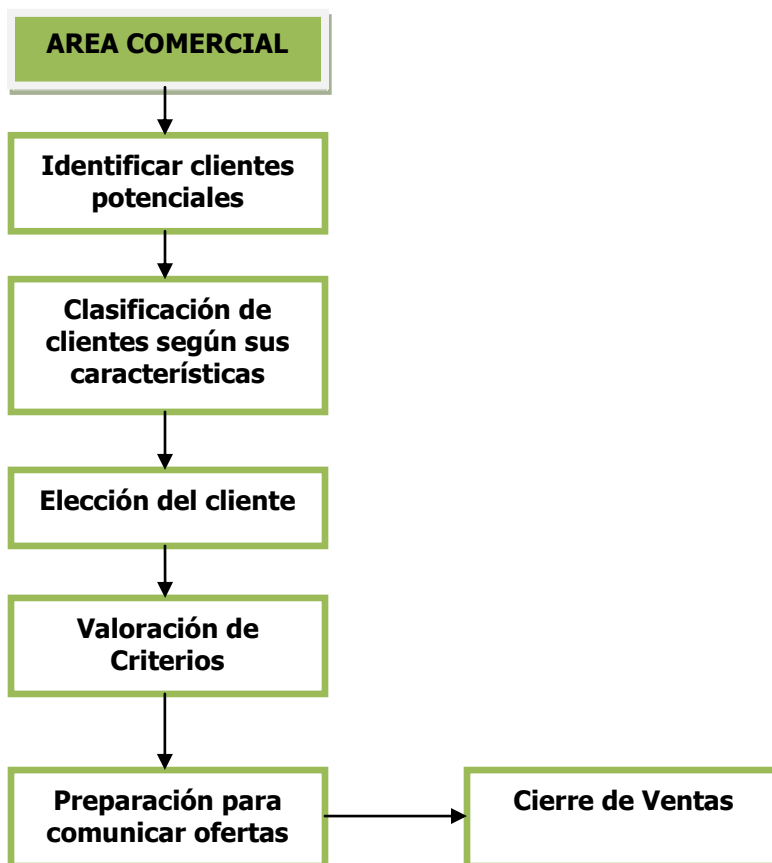 AREA COMERCIAL
Identificar clientes
potenciales
Clasificación de
clientes según sus
características
Elección del cliente
Valoración de
Criterios
Preparación para
comunicar ofertas
Cierre de Ventas